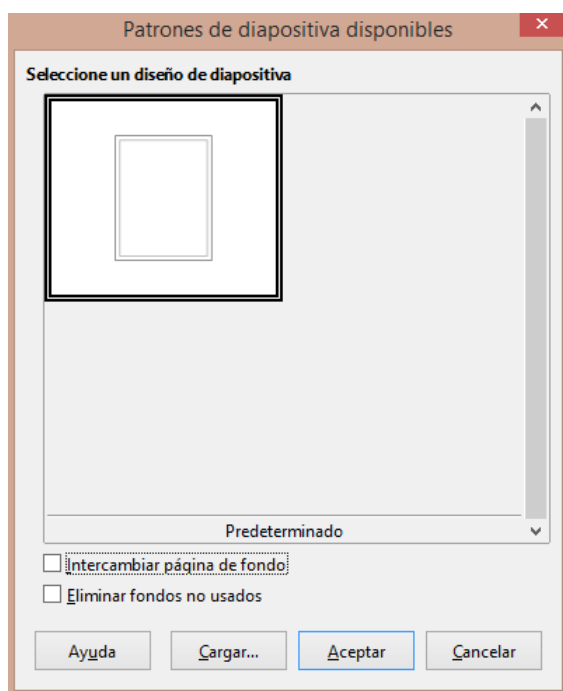 Patrones de diapositiva disponibles
Seleccione un diseño de diapositiva
Predeterminado
Intercambiar página de fondo
Eliminar fondos no usados
Ayuda Cargar... Aceptar Cancelar